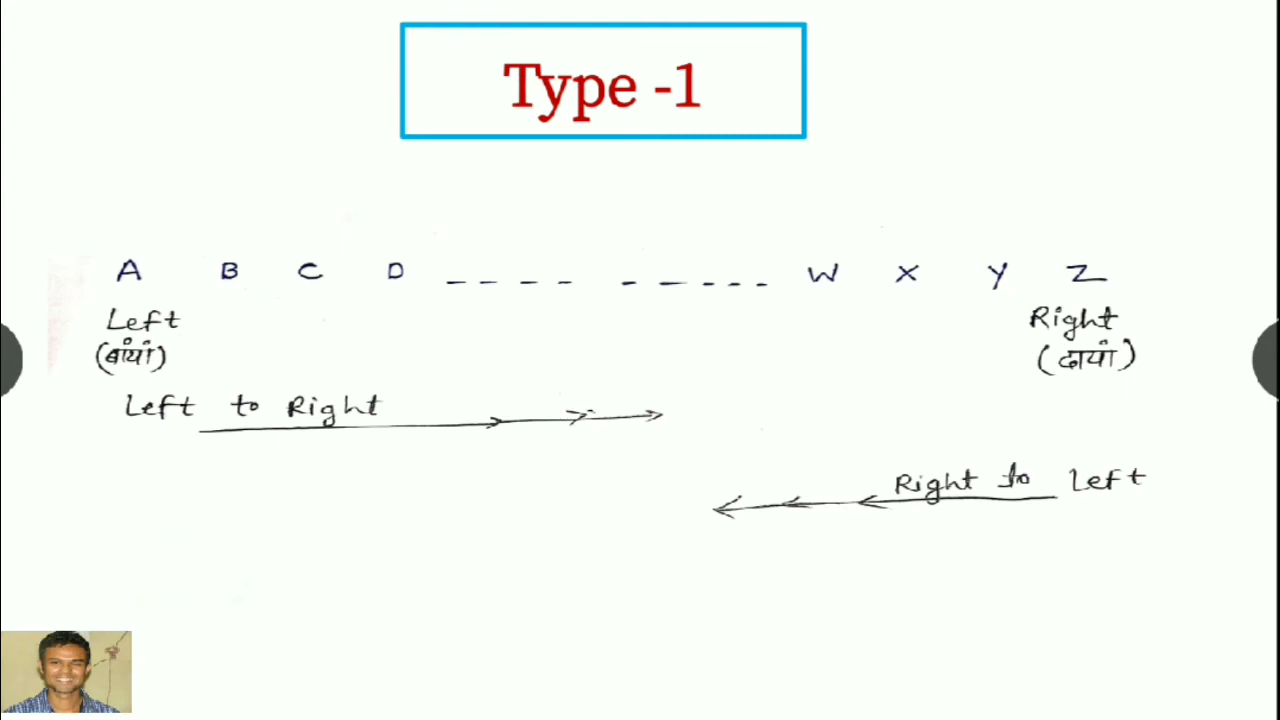 Type -1
A B C D ---- ----- W X Y Z
Left Right
(बांयां) (दायां)
Left to Right
Right to Left